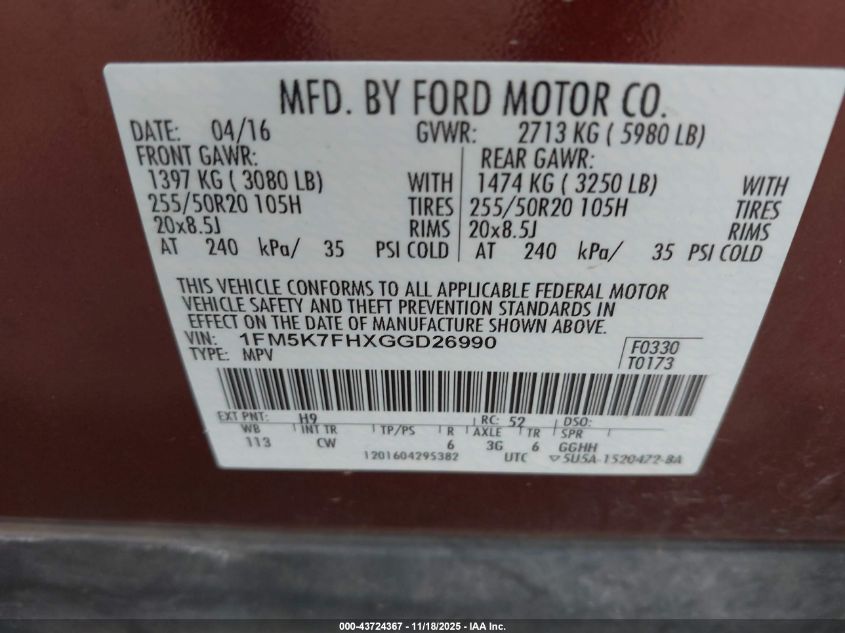 MFD. BY FORD MOTOR CO.
DATE: 04/16 GVWR: 2713 KG ( 5980 LB)
FRONT GAWR: REAR GAWR:
1397 KG ( 3080 LB) WITH 1474 KG ( 3250 LB) WITH
255/50R20 105H TIRES 255/50R20 105H TIRES
20x8.5J RIMS 20x8.5J RIMS
AT 240 kPa/ 35 PSI COLD AT 240 kPa/ 35 PSI COLD
THIS VEHICLE CONFORMS TO ALL APPLICABLE FEDERAL MOTOR
VEHICLE SAFETY AND THEFT PREVENTION STANDARDS IN
EFFECT ON THE DATE OF MANUFACTURE SHOWN ABOVE.
VIN: 1FM5K7FHXGGD26990 F0330
TYPE: MPV T0173
EXT PNT: H9 RC: 52 DSO:
WB INT TR TP/PS R AXLE TR SPR
113 CW 6 3G 6 GGHH
1201604295382 UTC ▽5U5A-1520472-BA
000-43724367 - 11/18/2025 - IAA Inc.